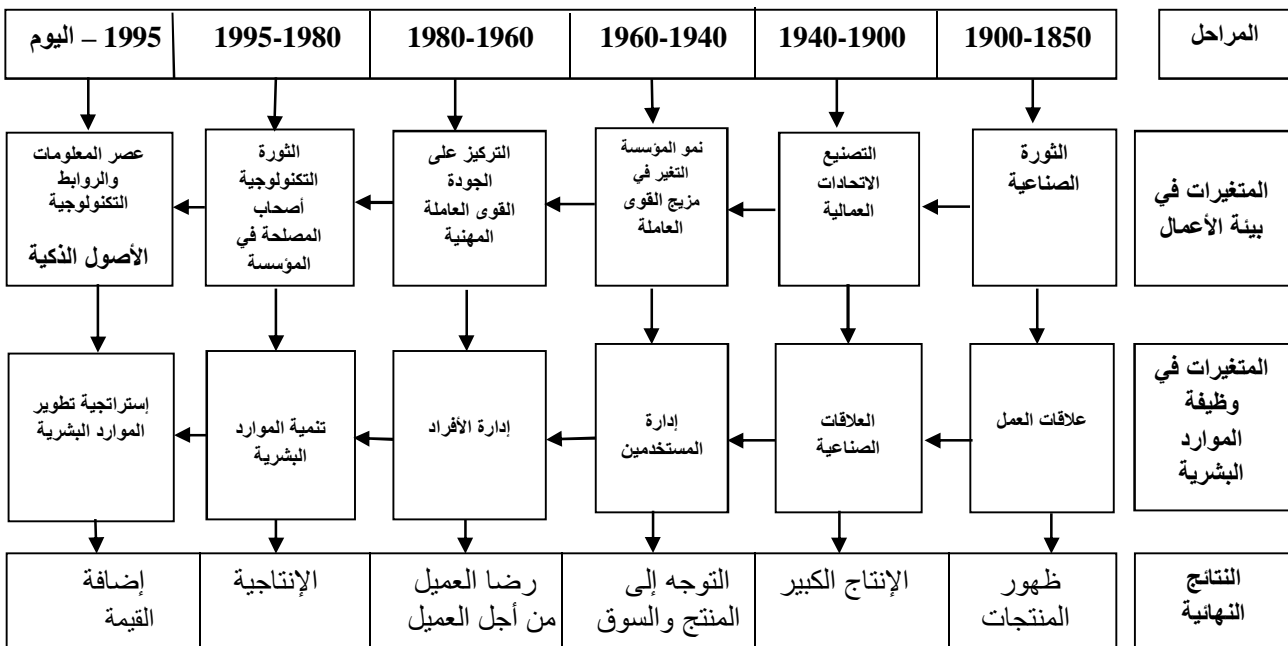 المراحل
1900-1850
1940-1900
1960-1940
1980-1960
1995-1980
1995 – اليوم
المتغيرات في
بيئة الأعمال
الثورة
الصناعية
التصنيع
الاتحادات
العمالية
نمو المؤسسة
التغير في
مزيج القوى
العاملة
التركيز على
الجودة
القوى العاملة
المهنية
الثورة
التكنولوجية
أصحاب
المصلحة في
المؤسسة
عصر المعلومات
والروابط
التكنولوجية
الأصول الذكية
المتغيرات في
وظيفة
الموارد
البشرية
علاقات العمل
العلاقات
الصناعية
إدارة
المستخدمين
إدارة الأفراد
تنمية الموارد
البشرية
إستراتجية تطوير
الموارد البشرية
النتائج
النهائية
ظهور
المنتجات
الإنتاج الكبير
التوجه إلى
المنتج والسوق
رضا العميل
من أجل العميل
الإنتاجية
إضافة
القيمة